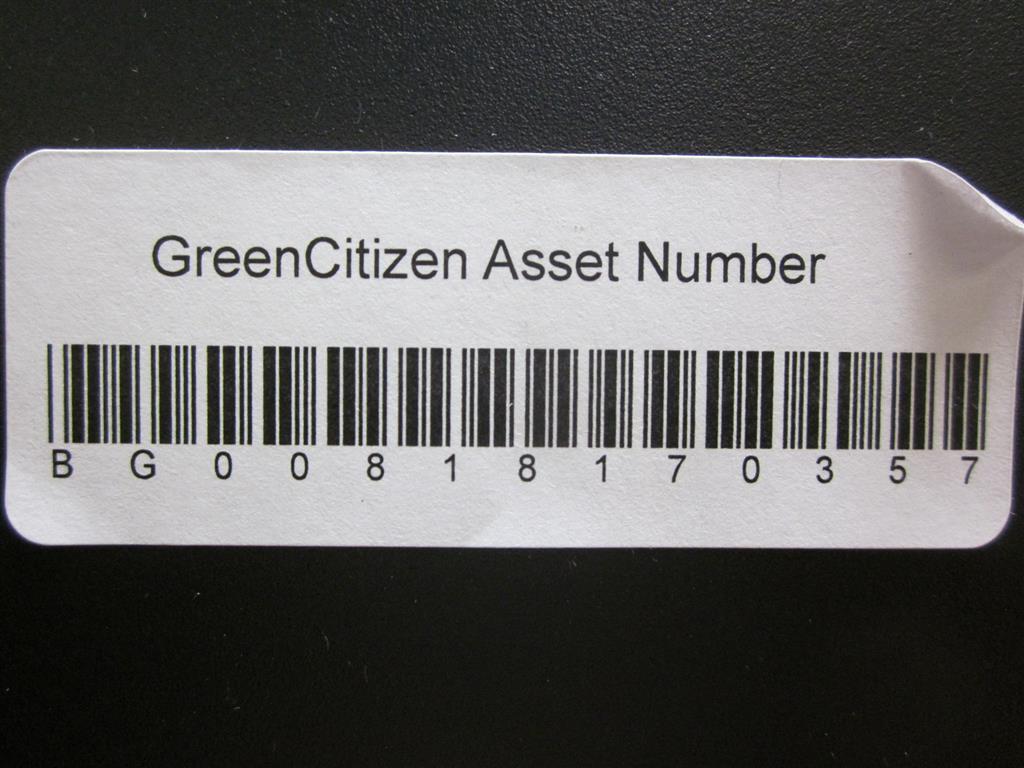 GreenCitizen Asset Number
B G 0 0 8 1 8 1 7 0 3 5 7